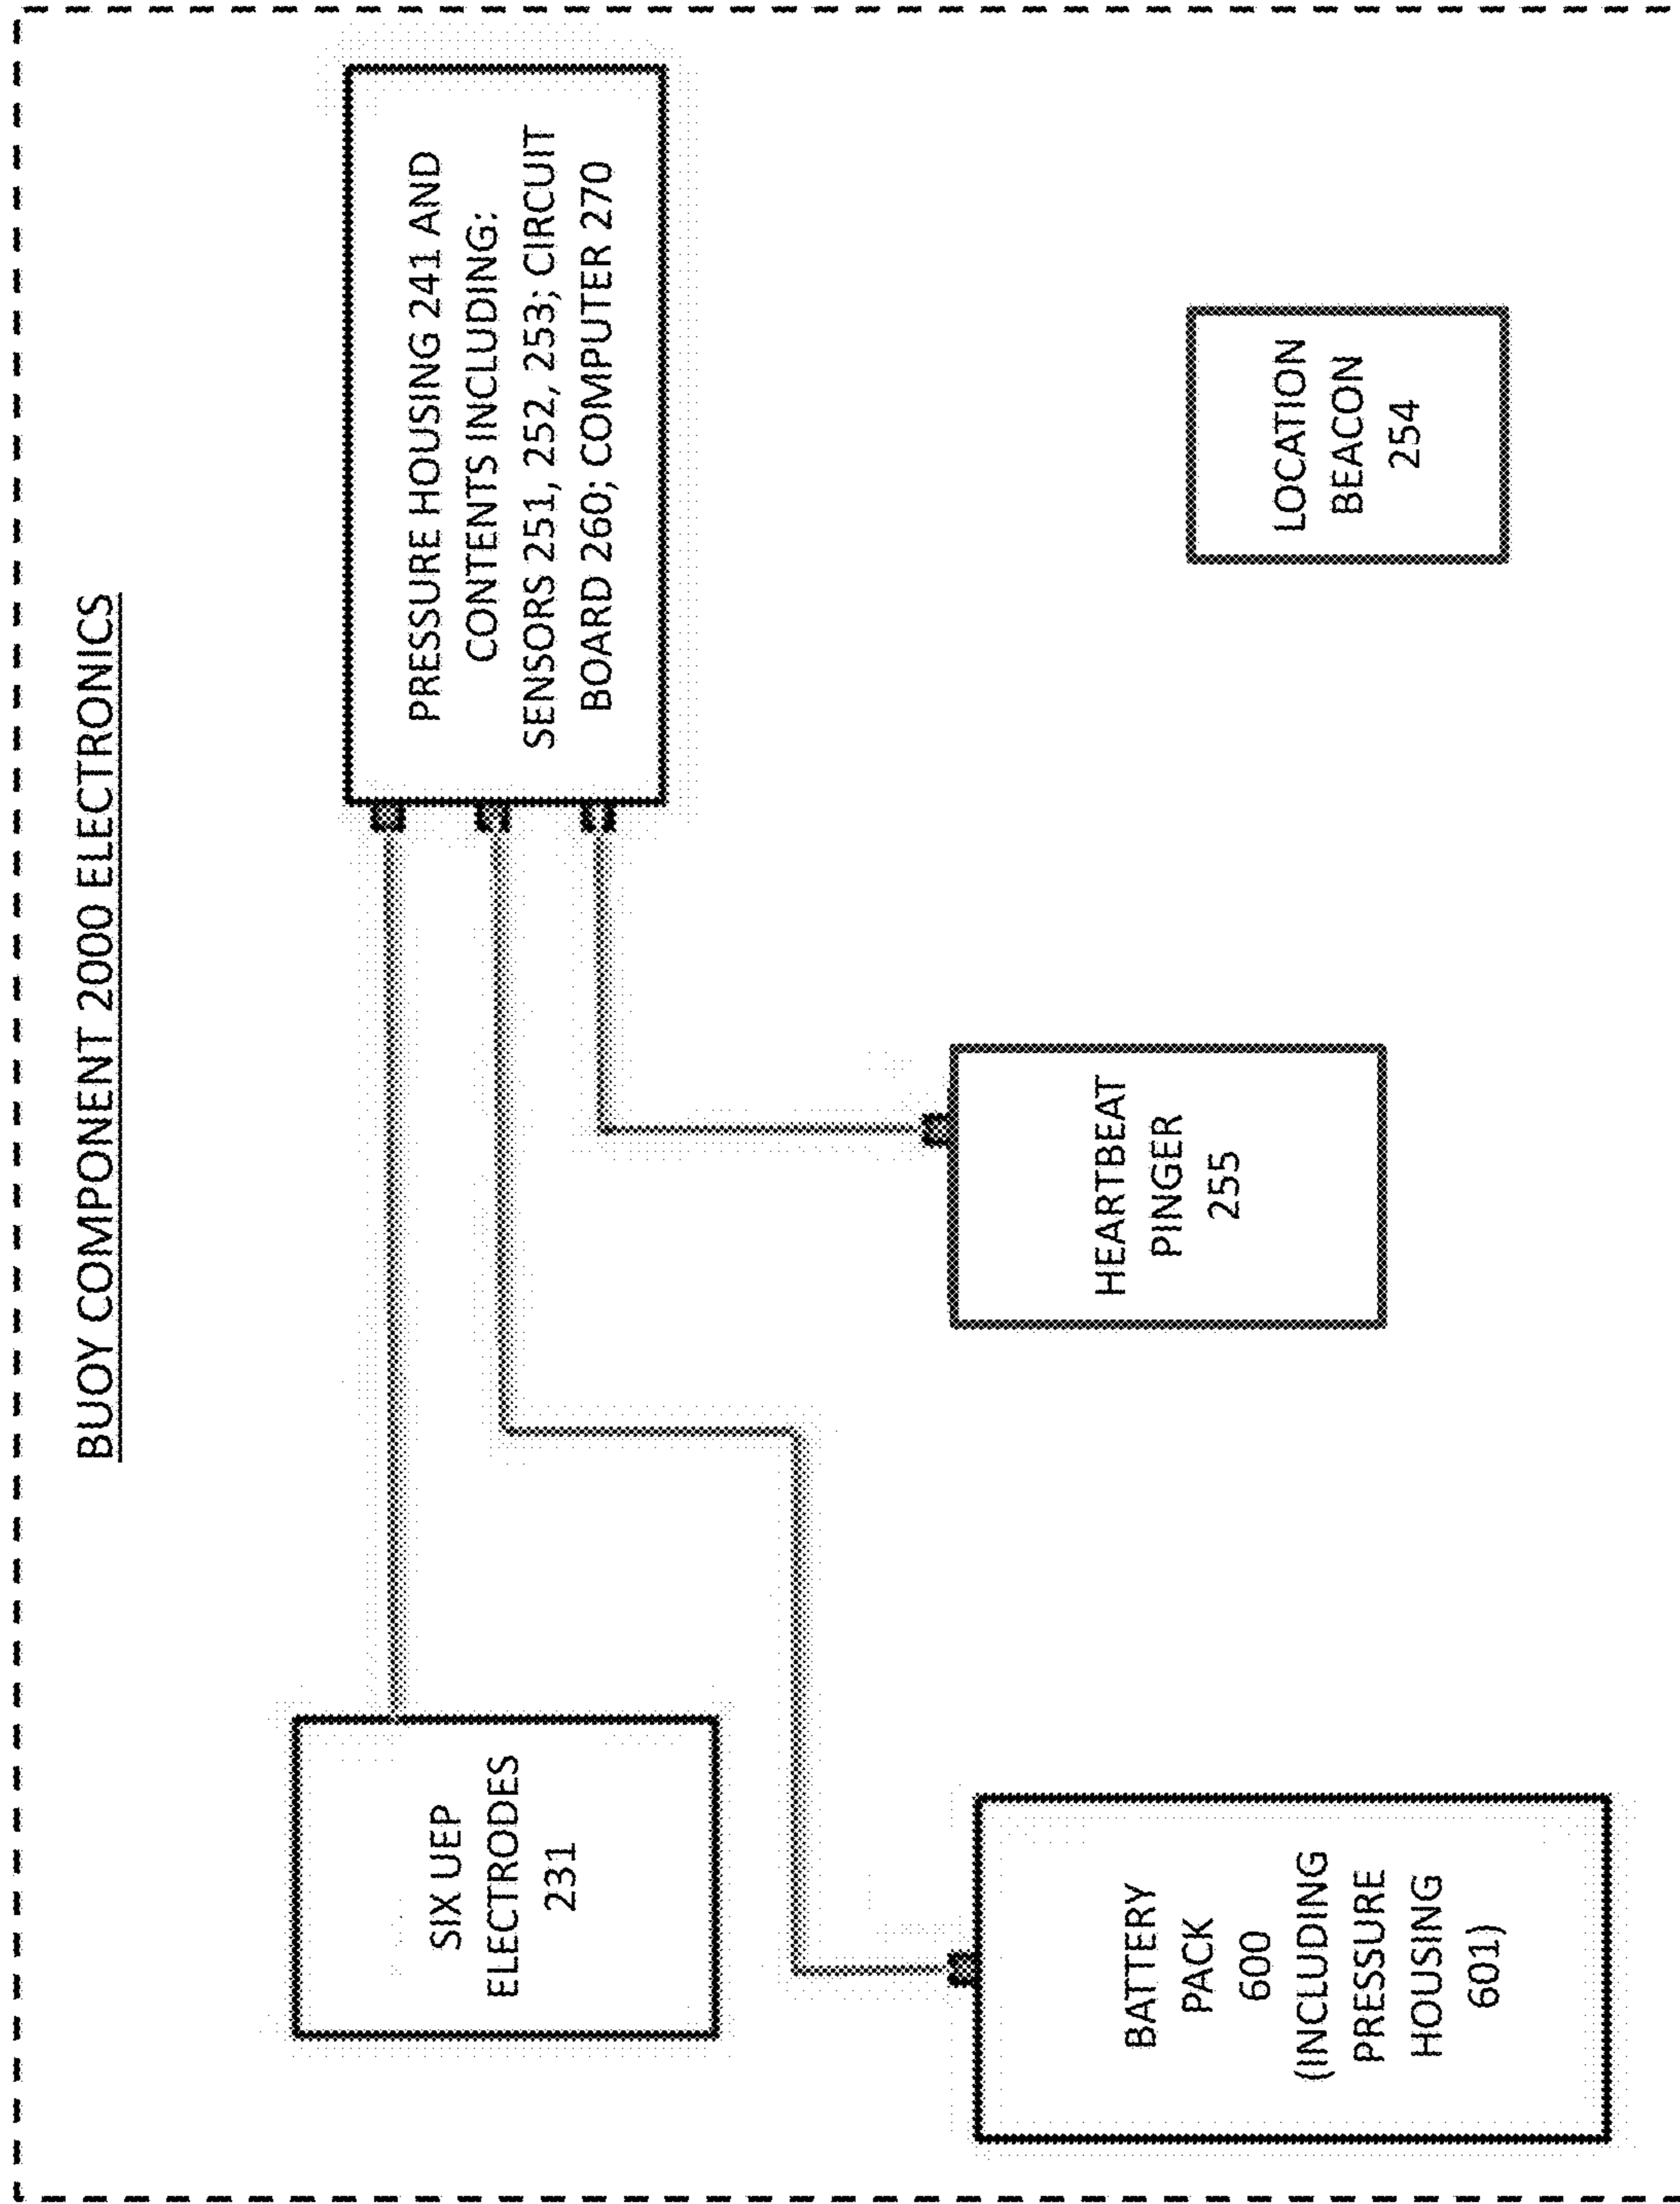 BUOY COMPONENT 2000 ELECTRONICS
SIX UEP
ELECTRODES
231
PRESSURE HOUSING 241 AND
CONTENTS INCLUDING:
SENSORS 251, 252, 253; CIRCUIT
BOARD 260; COMPUTER 270
BATTERY
PACK
600
(INCLUDING
PRESSURE
HOUSING
601)
HEARTBEAT
PINGER
255
LOCATION
BEACON
254